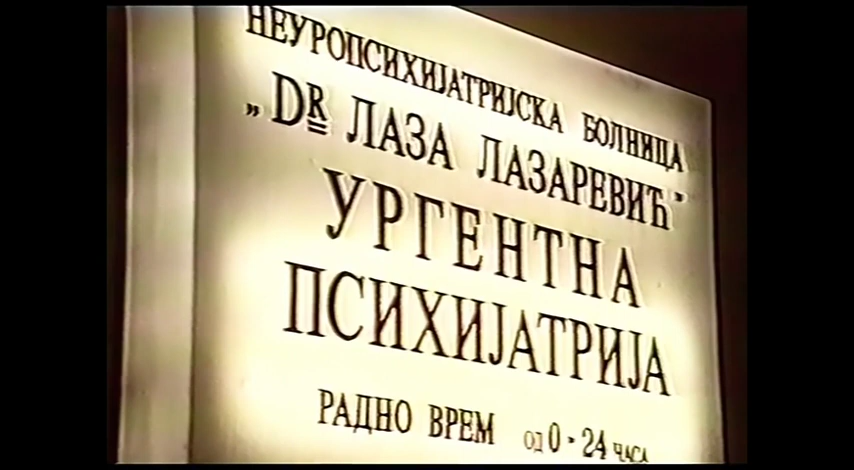 НЕУРОПСИХИЈАТРИЈСКА БОЛНИЦА
„DR ЛАЗА ЛАЗАРЕВИЋ”
УРГЕНТНА
ПСИХИЈАТРИЈА
РАДНО ВРЕМ ОД 0 - 24 ЧАСА